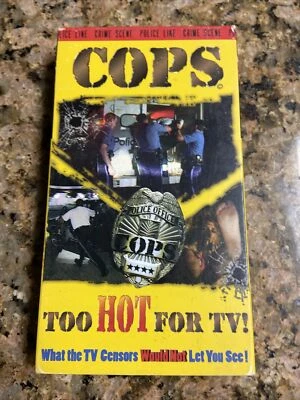 ICE LINE CRIME SCENE POLICE LINE CRIME SCENE
COPS
©
Police
POLICE OFFICER
COPS
TOO HOT FOR TV!
What the TV Censors Would Not Let You See!